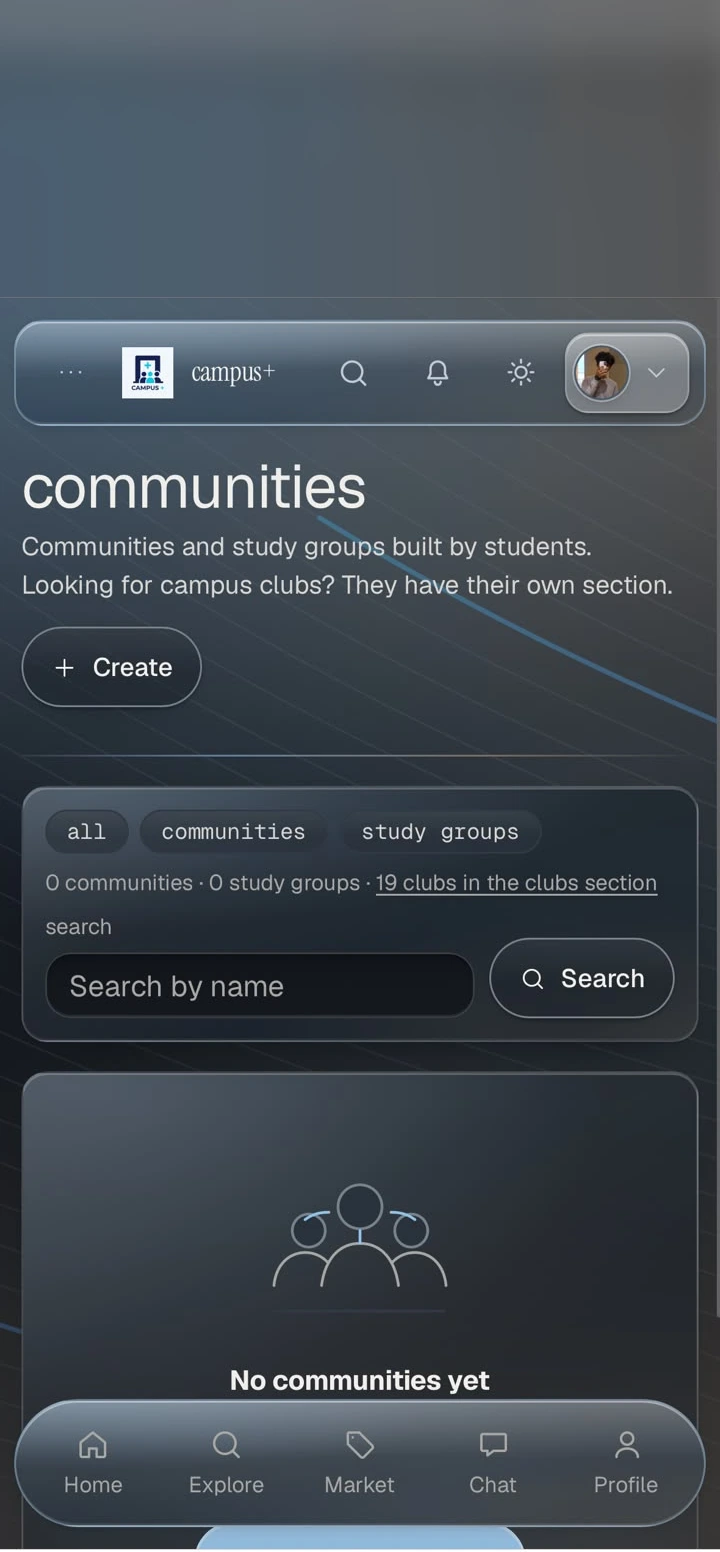 CAMPUS +
campus+
communities
Communities and study groups built by students.
Looking for campus clubs? They have their own section.
+ Create
all communities study groups
0 communities · 0 study groups · 19 clubs in the clubs section
search
Search by name
Search
No communities yet
Home Explore Market Chat Profile